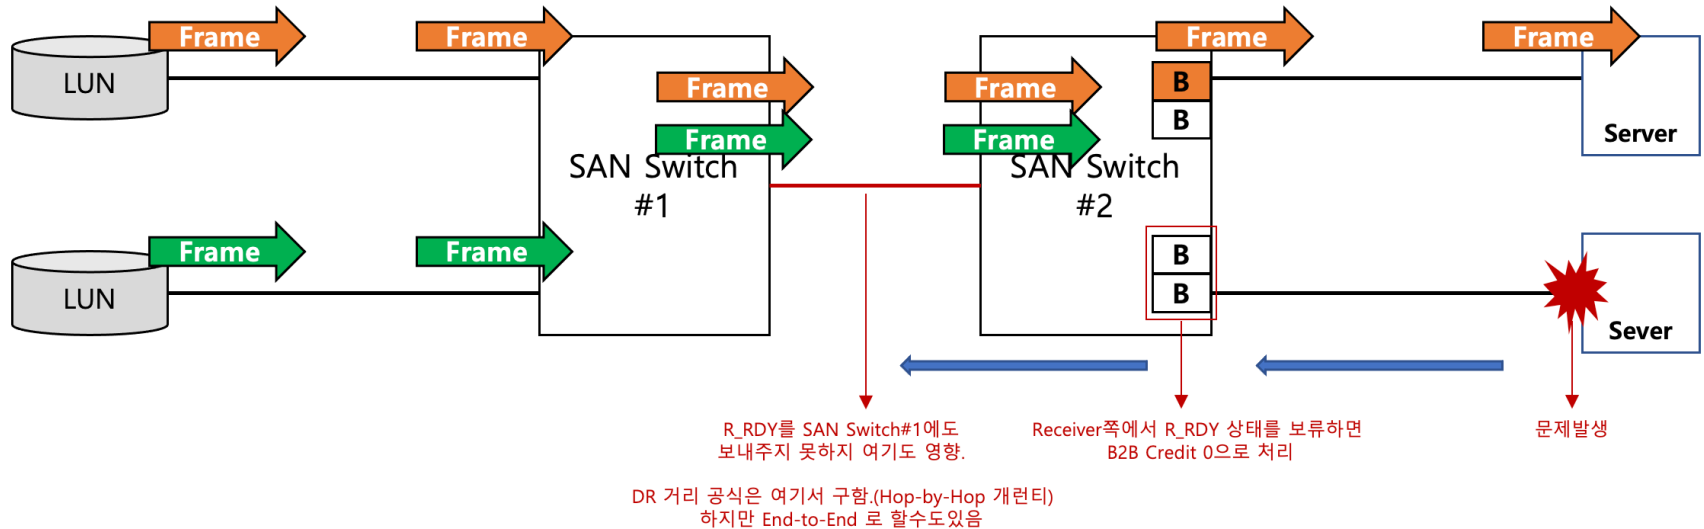 Frame
Frame
Frame
Frame
LUN
Frame
Frame
B
B
Server
Frame
Frame
SAN Switch
#1
SAN Switch
#2
Frame
Frame
LUN
B
B
Sever
R_RDY를 SAN Switch#1에도
보내주지 못하지 여기도 영향.
Receiver쪽에서 R_RDY 상태를 보류하면
B2B Credit 0으로 처리
문제발생
DR 거리 공식은 여기서 구함.(Hop-by-Hop 개런티)
하지만 End-to-End 로 할수도있음